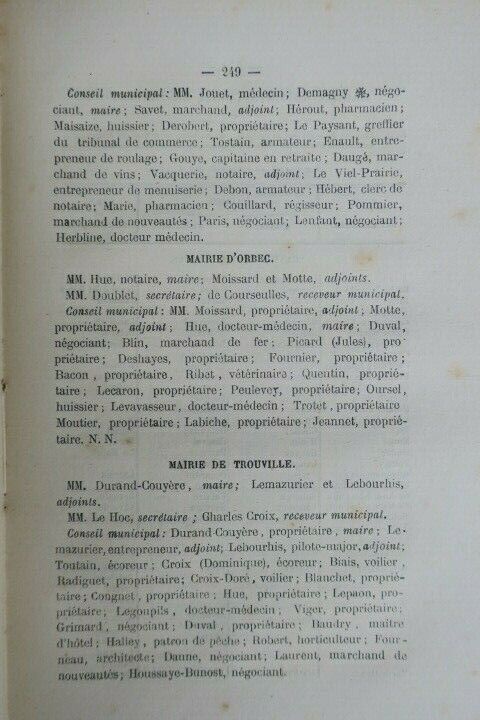 — 249 —
Conseil municipal : MM. Jouet, médecin ; Demagny ✻, négo-
ciant, maire ; Savet, marchand, adjoint ; Hérout, pharmacien ;
Maisaize, huissier ; Derobert, propriétaire ; Le Paysant, greffier
du tribunal de commerce ; Tostain, armateur ; Enault, entre-
preneur de roulage ; Gouye, capitaine en retraite ; Daugé, mar-
chand de vins ; Vacquerie, notaire, adjoint ; Le Viel-Prairie,
entrepreneur de menuiserie ; Debon, armateur ; Hébert, clerc de
notaire ; Marie, pharmacien ; Couillard, régisseur ; Pommier,
marchand de nouveautés ; Paris, négociant ; Lenfant, négociant ;
Herbline, docteur médecin.
MAIRIE D'ORBEC.
MM. Hue, notaire, maire ; Moissard et Motte, adjoints.
MM. Doublet, secrétaire ; de Courseulles, receveur municipal.
Conseil municipal : MM. Moissard, propriétaire, adjoint ; Motte,
propriétaire, adjoint ; Hue, docteur-médecin, maire ; Duval,
négociant ; Blin, marchand de fer ; Picard (Jules), pro
priétaire ; Deshayes, propriétaire ; Fournier, propriétaire ;
Bacon, propriétaire, Ribet, vétérinaire ; Quentin, proprié-
taire ; Lecaron, propriétaire ; Peulevey, propriétaire ; Oursel,
huissier ; Levavasseur, docteur-médecin ; Trotet, propriétaire
Moutier, propriétaire ; Labiche, propriétaire ; Jeannet, proprié-
taire. N. N.
MAIRIE DE TROUVILLE.
MM. Durand-Couyère, maire ; Lemazurier et Lebourhis,
adjoints.
MM. Le Hoc, secrétaire ; Gharles Croix, receveur municipal.
Conseil municipal : Durand-Couyère, propriétaire, maire ; Le-
mazurier, entrepreneur, adjoint ; Lebourhis, pilote-major, adjoint ;
Toutain, écoreur ; Croix (Dominique), écoreur ; Biais, voilier,
Radiguet, propriétaire ; Croix-Doré, voilier ; Blanchet, proprié-
taire ; Congnet, propriétaire ; Hue, propriétaire ; pro-
priétaire ; Legoupils, docteur-médecin ; Viger, propriétaire ;
Grimard, négociant ; Duval, propriétaire ; Baudry, maitre
d'hôtel ; Halley, patron de pêche ; Robert, horticulteur ; Four-
neau, architecte ; Danne, négociant ; Laurent, marchand de
nouveautés ; Houssaye-Bunost, négociant.